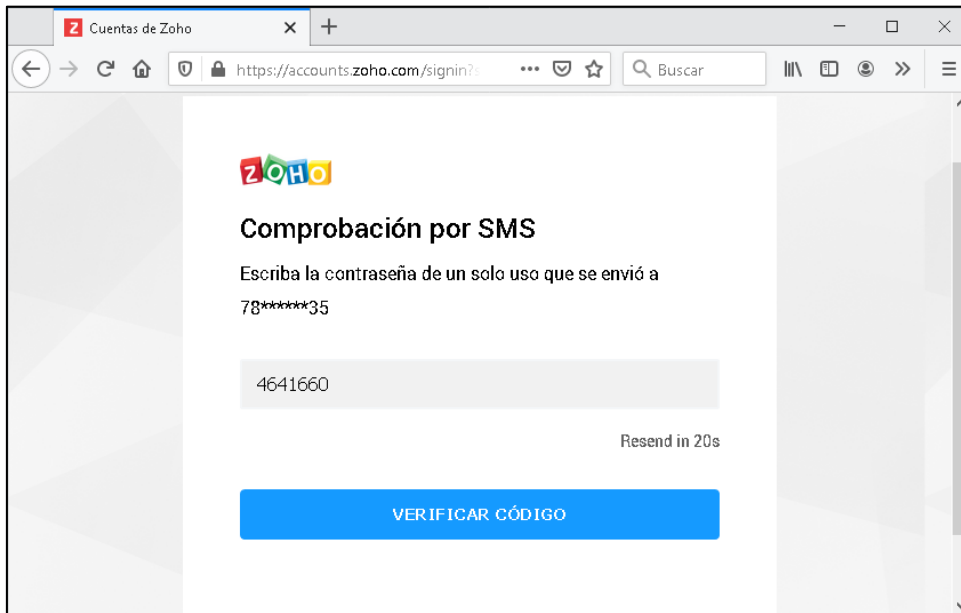 Z Cuentas de Zoho
https://accounts.zoho.com/signin?s
Buscar
ZOHO
Comprobación por SMS
Escriba la contraseña de un solo uso que se envió a
78******35
4641660
Resend in 20s
VERIFICAR CÓDIGO